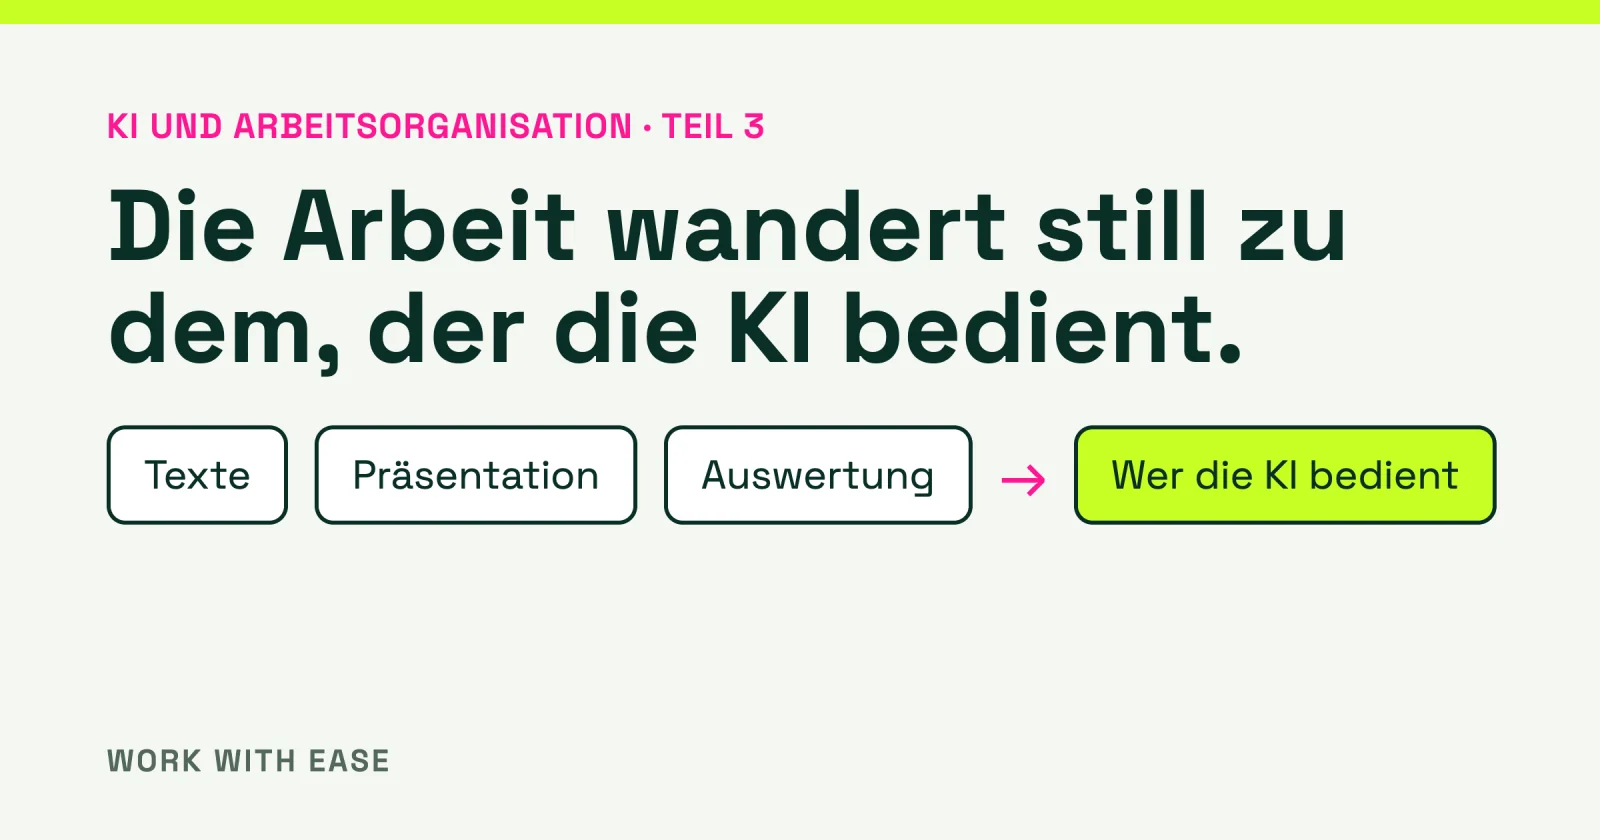 KI UND ARBEITSORGANISATION · TEIL 3
Die Arbeit wandert still zu
dem, der die KI bedient.
Texte Präsentation Auswertung → Wer die KI bedient
WORK WITH EASE